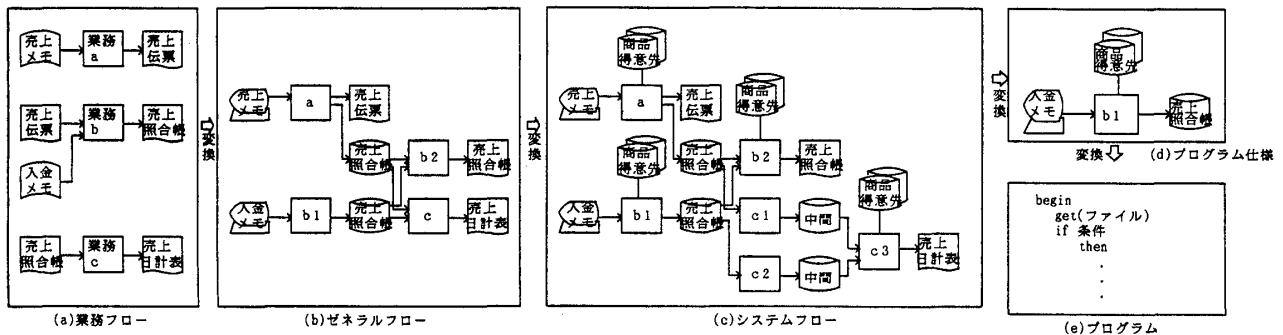 売上
メモ
業務
a
売上
伝票
売上
伝票
業務
b
売上
照合帳
入金
メモ
売上
照合帳
業務
c
売上
日計表
(a)業務フロー
変換
売上
メモ
a
売上
伝票
売上
照合帳
b2
売上
照合帳
入金
メモ
b1
売上
照合帳
c
売上
日計表
(b)ゼネラルフロー
変換
商品
得意先
売上
メモ
a
売上
伝票
商品
得意先
商品
得意先
売上
照合帳
b2
売上
照合帳
入金
メモ
b1
売上
照合帳
c1
中間
商品
得意先
c3
売上
日計表
c2
中間
(c)システムフロー
変換
商品
得意先
入金
メモ
b1
売上
照合帳
(d)プログラム仕様
変換
begin
get(ファイル)
if 条件
then
.
.
.
(e)プログラム